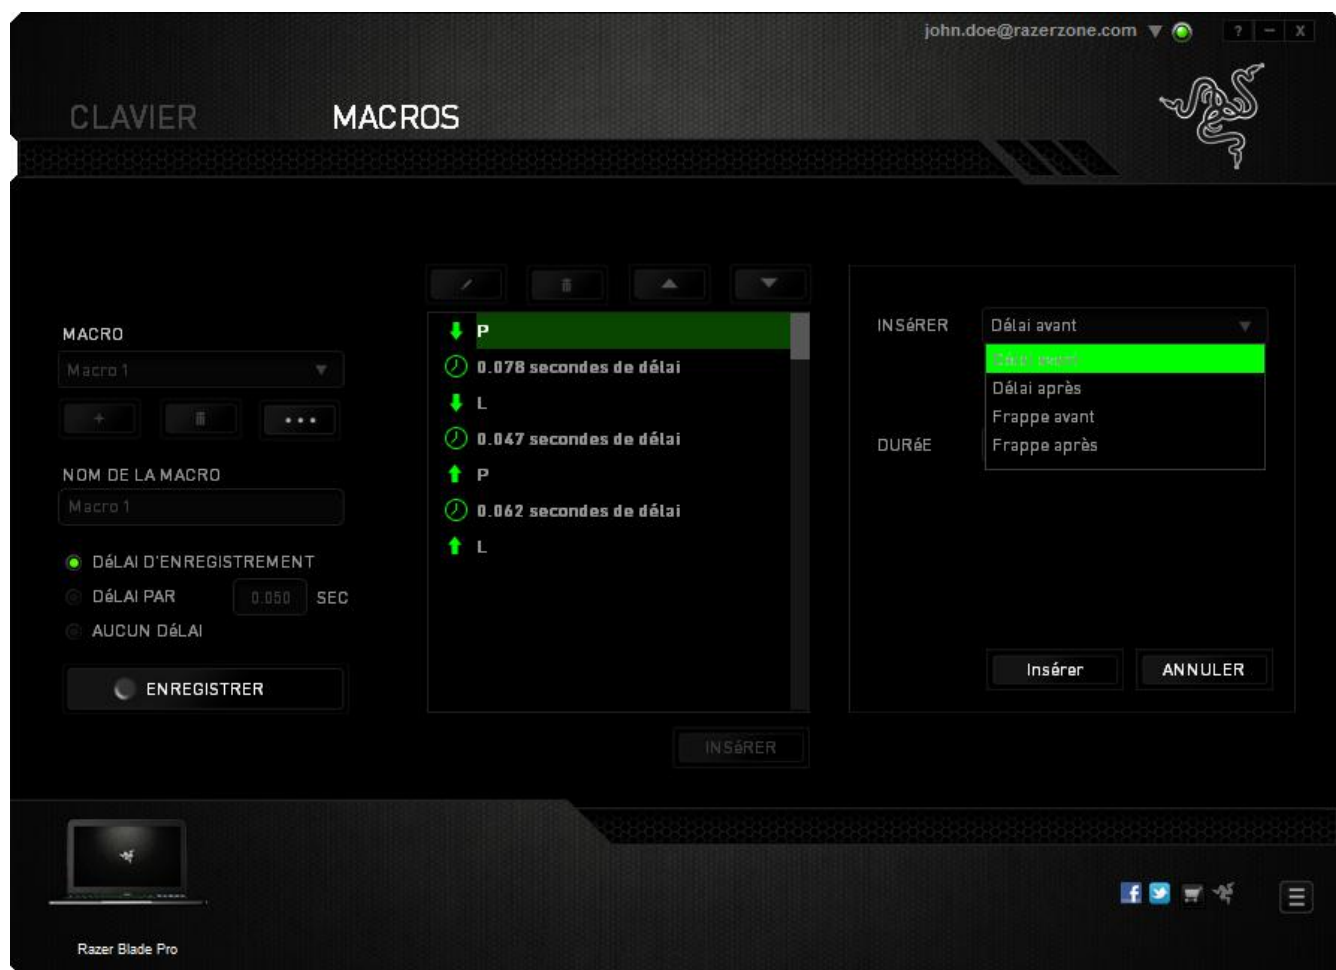 john.doe@razerzone.com
? – X
CLAVIER
MACROS
MACRO
Macro 1
NOM DE LA MACRO
Macro 1
DéLAI D'ENREGISTREMENT
DéLAI PAR 0.050 SEC
AUCUN DéLAI
ENREGISTRER
P
0.078 secondes de délai
L
0.047 secondes de délai
P
0.062 secondes de délai
L
INSéRER
INSéRER Délai avant
Délai avant
Délai après
Frappe avant
Frappe après
DURéE
Insérer
ANNULER
Razer Blade Pro